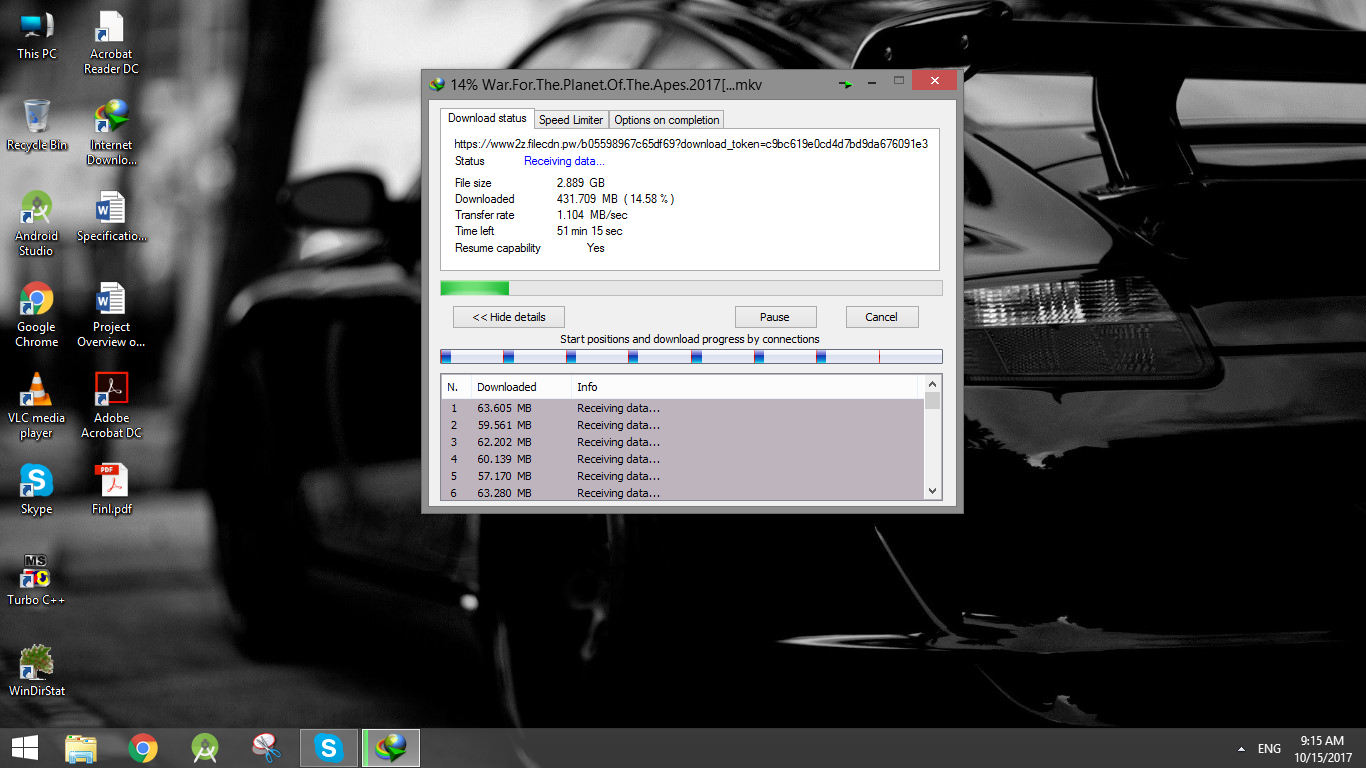 This PC
Acrobat
Reader DC
Recycle Bin
Internet
Downlo...
Android
Studio
Specificatio...
Google
Chrome
Project
Overview o...
VLC media
player
Adobe
Acrobat DC
Skype
PDF
Finl.pdf
MS
Turbo C++
WinDirStat
14% War.For.The.Planet.Of.The.Apes.2017[...mkv
Download status
Speed Limiter
Options on completion
https://www2z.filecdn.pw/b05598967c65df69?download_token=c9bc619e0cd4d7bd9da676091e3
Status Receiving data...
File size 2.889 GB
Downloaded 431.709 MB ( 14.58 % )
Transfer rate 1.104 MB/sec
Time left 51 min 15 sec
Resume capability Yes
<< Hide details
Pause
Cancel
Start positions and download progress by connections
N. Downloaded Info
1 63.605 MB Receiving data...
2 59.561 MB Receiving data...
3 62.202 MB Receiving data...
4 60.139 MB Receiving data...
5 57.170 MB Receiving data...
6 63.280 MB Receiving data...
ENG
9:15 AM
10/15/2017